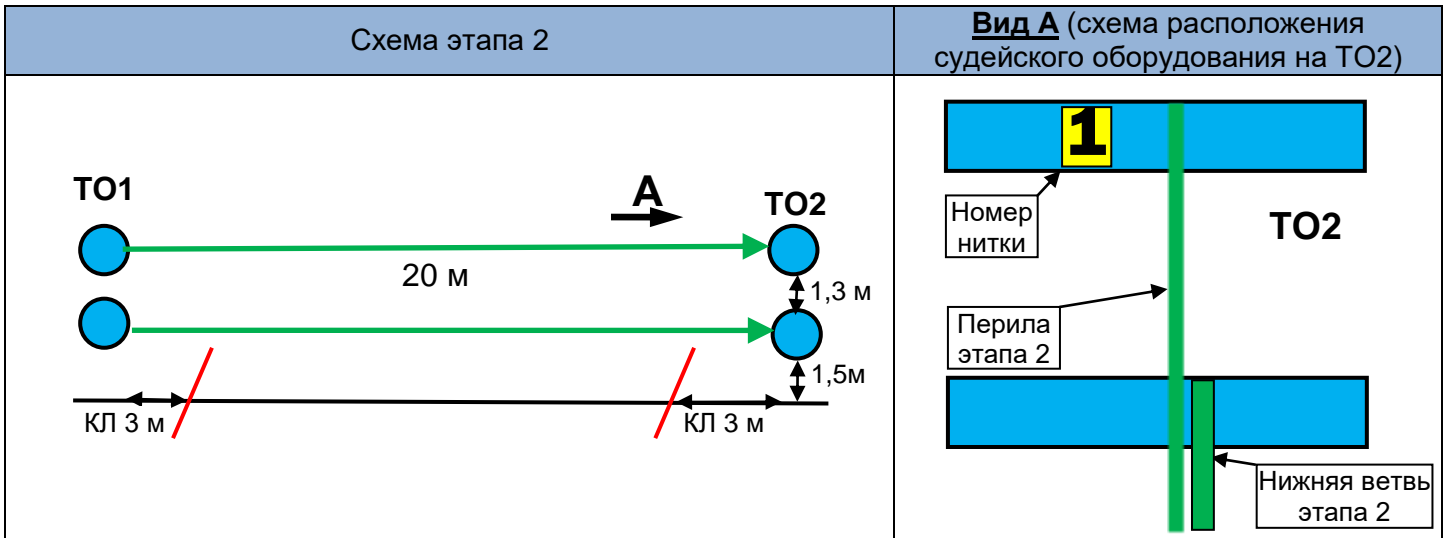 Схема этапа 2
Вид А (схема расположения
судейского оборудования на ТО2)
ТО1
А
ТО2
20 м
1,3 м
1,5м
КЛ 3 м
КЛ 3 м
1
Номер
нитки
ТО2
Перила
этапа 2
Нижняя ветвь
этапа 2